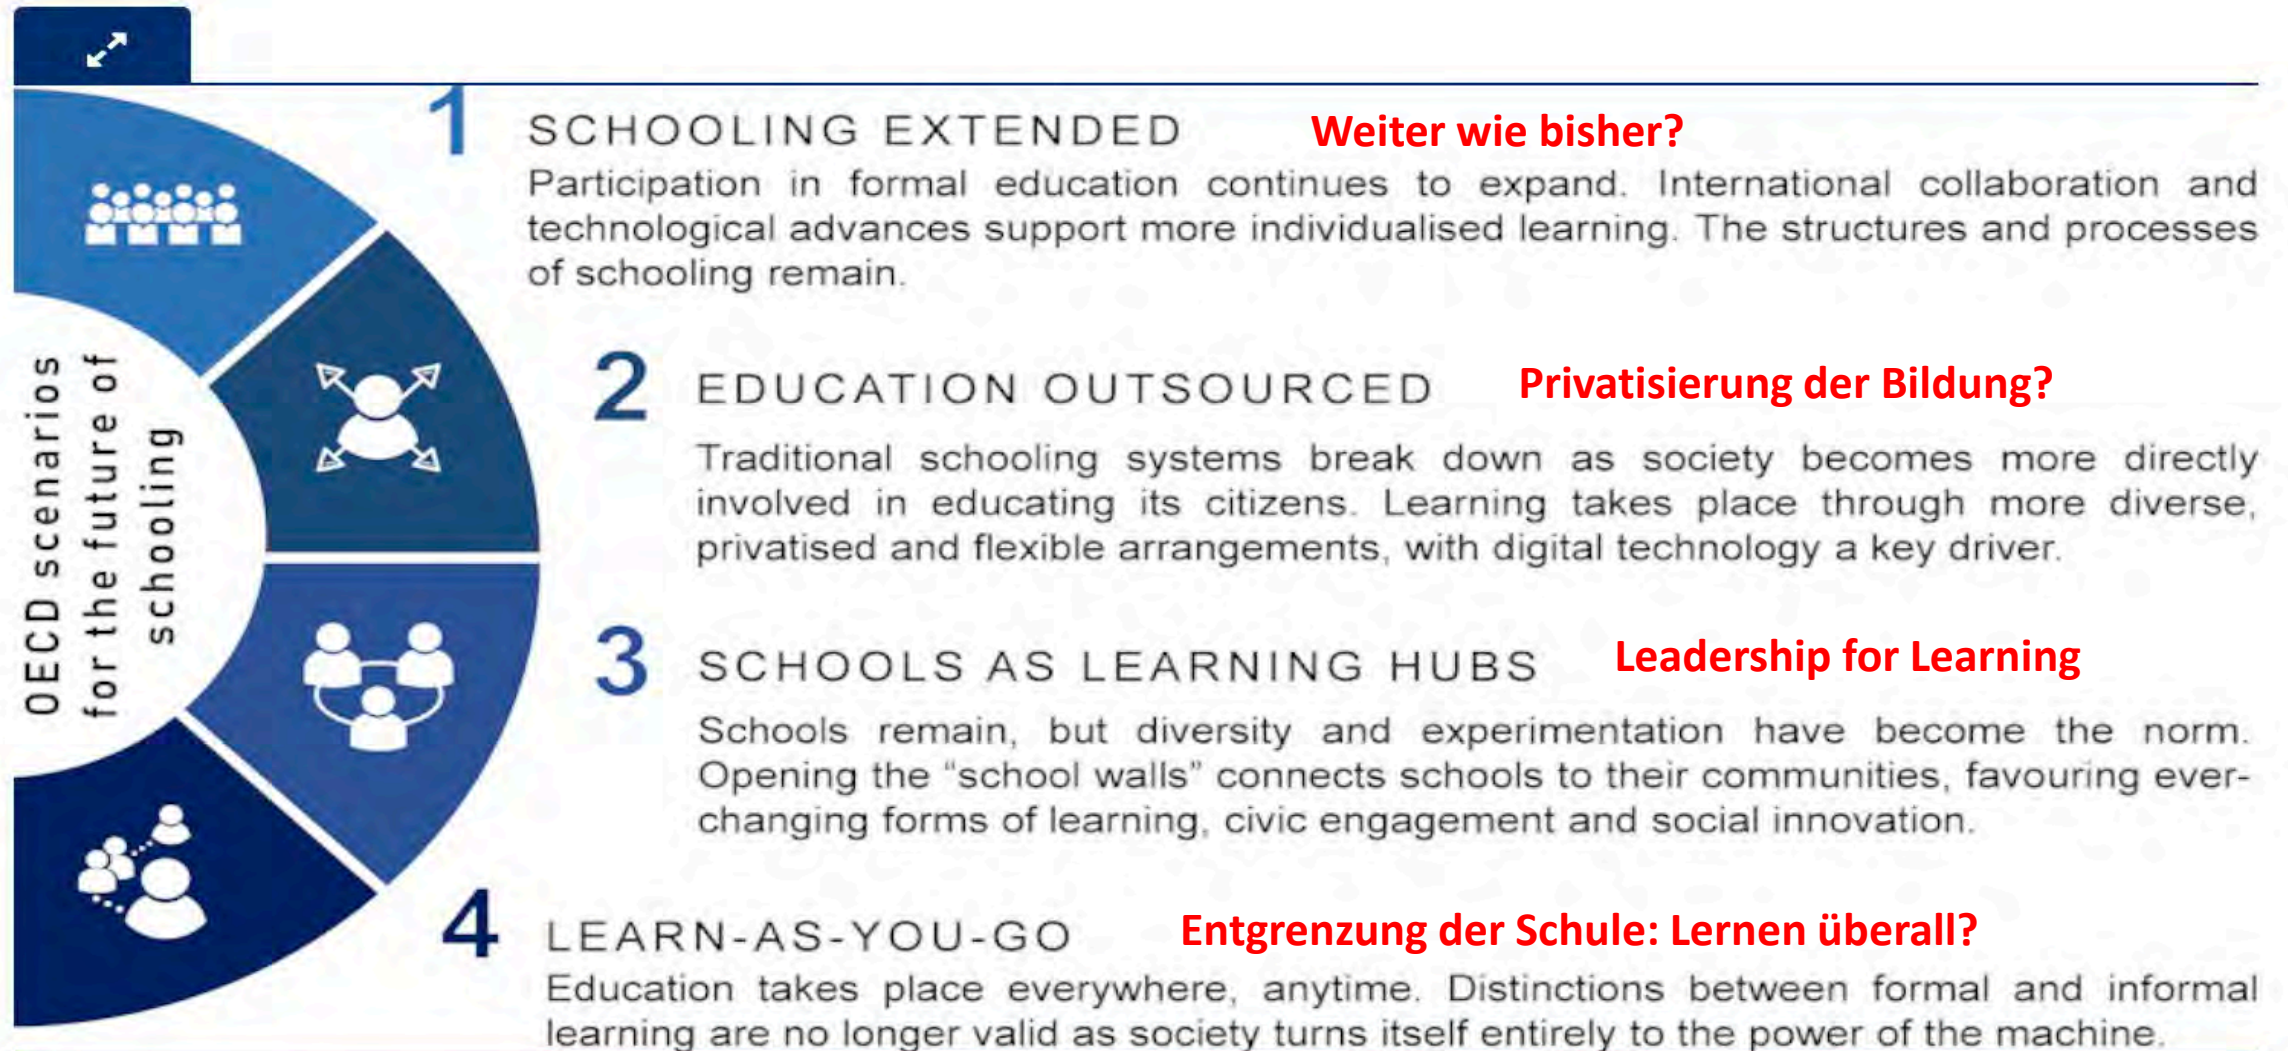 OECD scenarios
for the future of
schooling
1
SCHOOLING EXTENDED
Weiter wie bisher?
Participation in formal education continues to expand. International collaboration and
technological advances support more individualised learning. The structures and processes
of schooling remain.
2
EDUCATION OUTSOURCED
Privatisierung der Bildung?
Traditional schooling systems break down as society becomes more directly
involved in educating its citizens. Learning takes place through more diverse,
privatised and flexible arrangements, with digital technology a key driver.
3
SCHOOLS AS LEARNING HUBS
Leadership for Learning
Schools remain, but diversity and experimentation have become the norm.
Opening the “school walls” connects schools to their communities, favouring ever-
changing forms of learning, civic engagement and social innovation.
4
LEARN-AS-YOU-GO
Entgrenzung der Schule: Lernen überall?
Education takes place everywhere, anytime. Distinctions between formal and informal
learning are no longer valid as society turns itself entirely to the power of the machine.